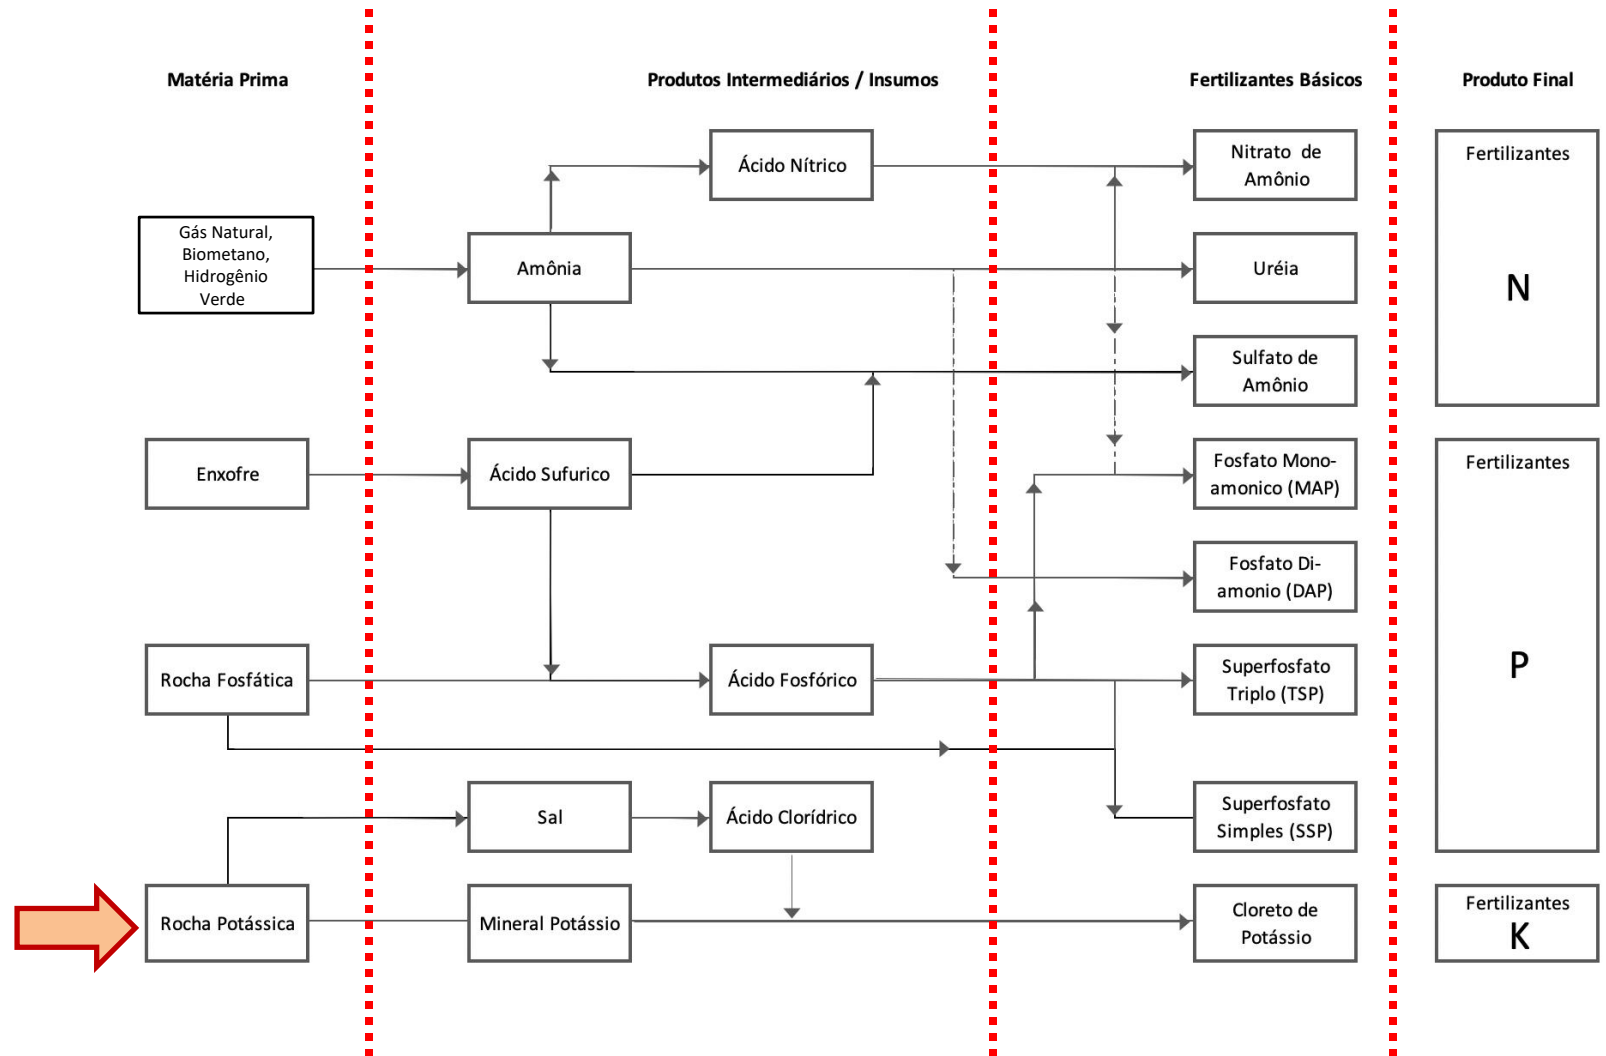 Matéria Prima
Produtos Intermediários / Insumos
Fertilizantes Básicos
Produto Final
Ácido Nítrico
Nitrato de
Amônio
Fertilizantes
N
Gás Natural,
Biometano,
Hidrogênio
Verde
Amônia
Uréia
Sulfato de
Amônio
Enxofre
Ácido Sufurico
Fosfato Mono-
amonico (MAP)
Fertilizantes
P
Fosfato Di-
amonio (DAP)
Rocha Fosfática
Ácido Fosfórico
Superfosfato
Triplo (TSP)
Sal
Ácido Clorídrico
Superfosfato
Simples (SSP)
Rocha Potássica
Mineral Potássio
Cloreto de
Potássio
Fertilizantes
K